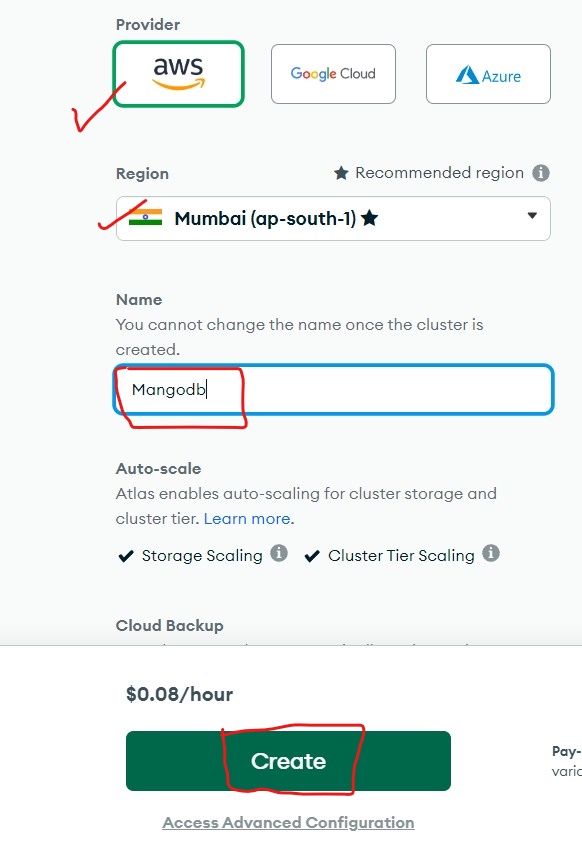 Provider
aws
Google Cloud
Azure
Region
Recommended region
Mumbai (ap-south-1)
Name
You cannot change the name once the cluster is
created.
Mangodb
Auto-scale
Atlas enables auto-scaling for cluster storage and
cluster tier. Learn more.
Storage Scaling
Cluster Tier Scaling
Cloud Backup
$0.08/hour
Create
Pay-
Access Advanced Configuration